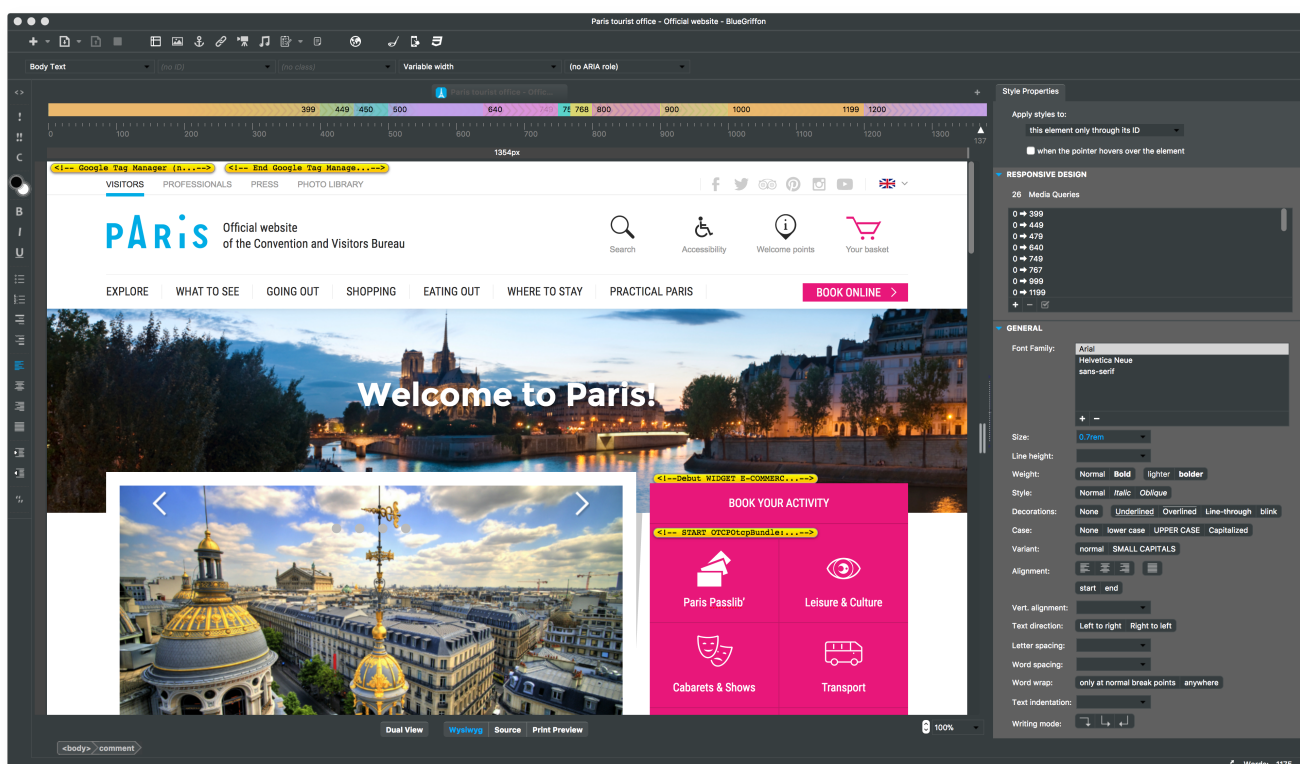 Paris tourist office - Official website - BlueGriffon
Body Text (no ID) (no class) Variable width (no ARIA role)
Paris tourist office - Offic...
399 449 450 500 640 749 768 800 900 1000 1199 1200
100 200 300 400 500 600 700 800 900 1000 1100 1200 1300
137
1354px
<!-- Google Tag Manager (n...--> <!-- End Google Tag Manage...-->
VISITORS PROFESSIONALS PRESS PHOTO LIBRARY
PARiS
Official website
of the Convention and Visitors Bureau
Search Accessibility Welcome points Your basket
EXPLORE WHAT TO SEE GOING OUT SHOPPING EATING OUT WHERE TO STAY PRACTICAL PARIS BOOK ONLINE
Welcome to Paris!
<!--Debut WIDGET E-COMMERC...-->
BOOK YOUR ACTIVITY
<!-- START OTCPOtcpBundle:...-->
Paris Passlib' Leisure & Culture
Cabarets & Shows Transport
Dual View Wysiwyg Source Print Preview 100%
<body> comment
Style Properties
Apply styles to:
this element only through its ID
when the pointer hovers over the element
RESPONSIVE DESIGN
26 Media Queries
0 ➡ 399
0 ➡ 449
0 ➡ 479
0 ➡ 640
0 ➡ 749
0 ➡ 767
0 ➡ 999
0 ➡ 1199
GENERAL
Font Family: Arial
Helvetica Neue
sans-serif
Size: 0.7rem
Line height:
Weight: Normal Bold lighter bolder
Style: Normal Italic Oblique
Decorations: None Underlined Overlined Line-through blink
Case: None lower case UPPER CASE Capitalized
Variant: normal SMALL CAPITALS
Alignment:
start end
Vert. alignment:
Text direction: Left to right Right to left
Letter spacing:
Word spacing:
Word wrap: only at normal break points anywhere
Text indentation:
Writing mode:
Words: 1175